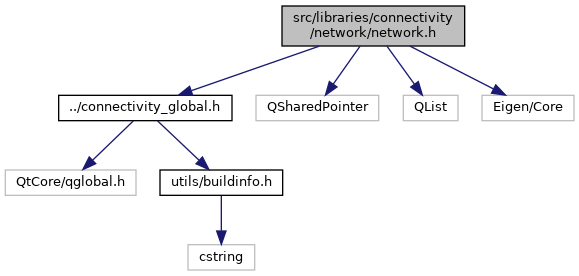 src/libraries/connectivity
/network/network.h
../connectivity_global.h
QSharedPointer
QList
Eigen/Core
QtCore/qglobal.h
utils/buildinfo.h
cstring